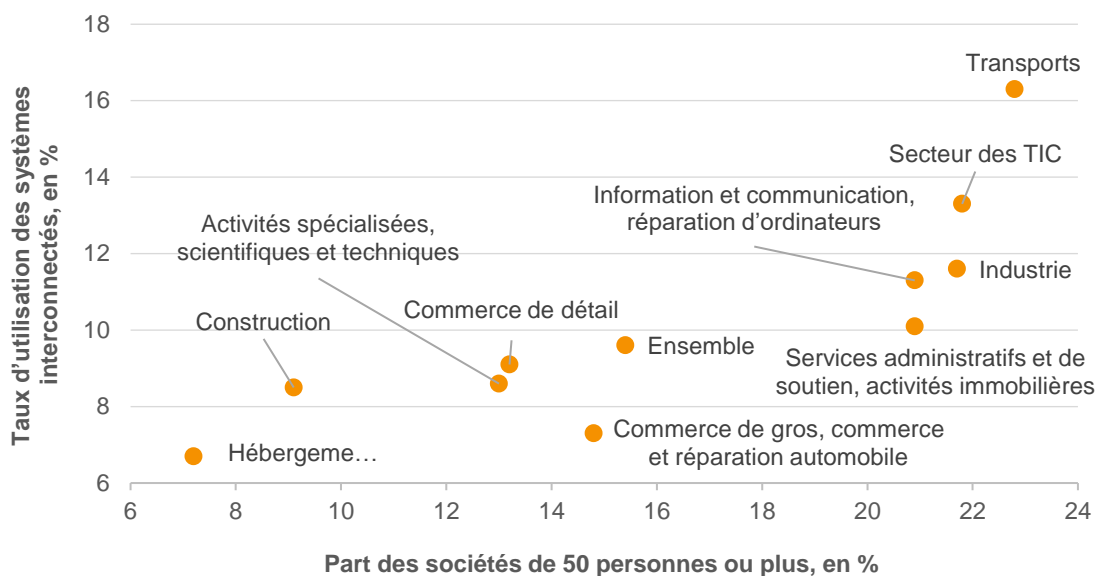 18
16
14
12
10
8
6
Taux d’utilisation des systèmes
interconnectés, en %
Transports
Secteur des TIC
Information et communication,
réparation d’ordinateurs
Activités spécialisées,
scientifiques et techniques
Industrie
Commerce de détail
Construction
Ensemble
Services administratifs et de
soutien, activités immobilières
Commerce de gros, commerce
et réparation automobile
Hébergeme…
6 8 10 12 14 16 18 20 22 24
Part des sociétés de 50 personnes ou plus, en %